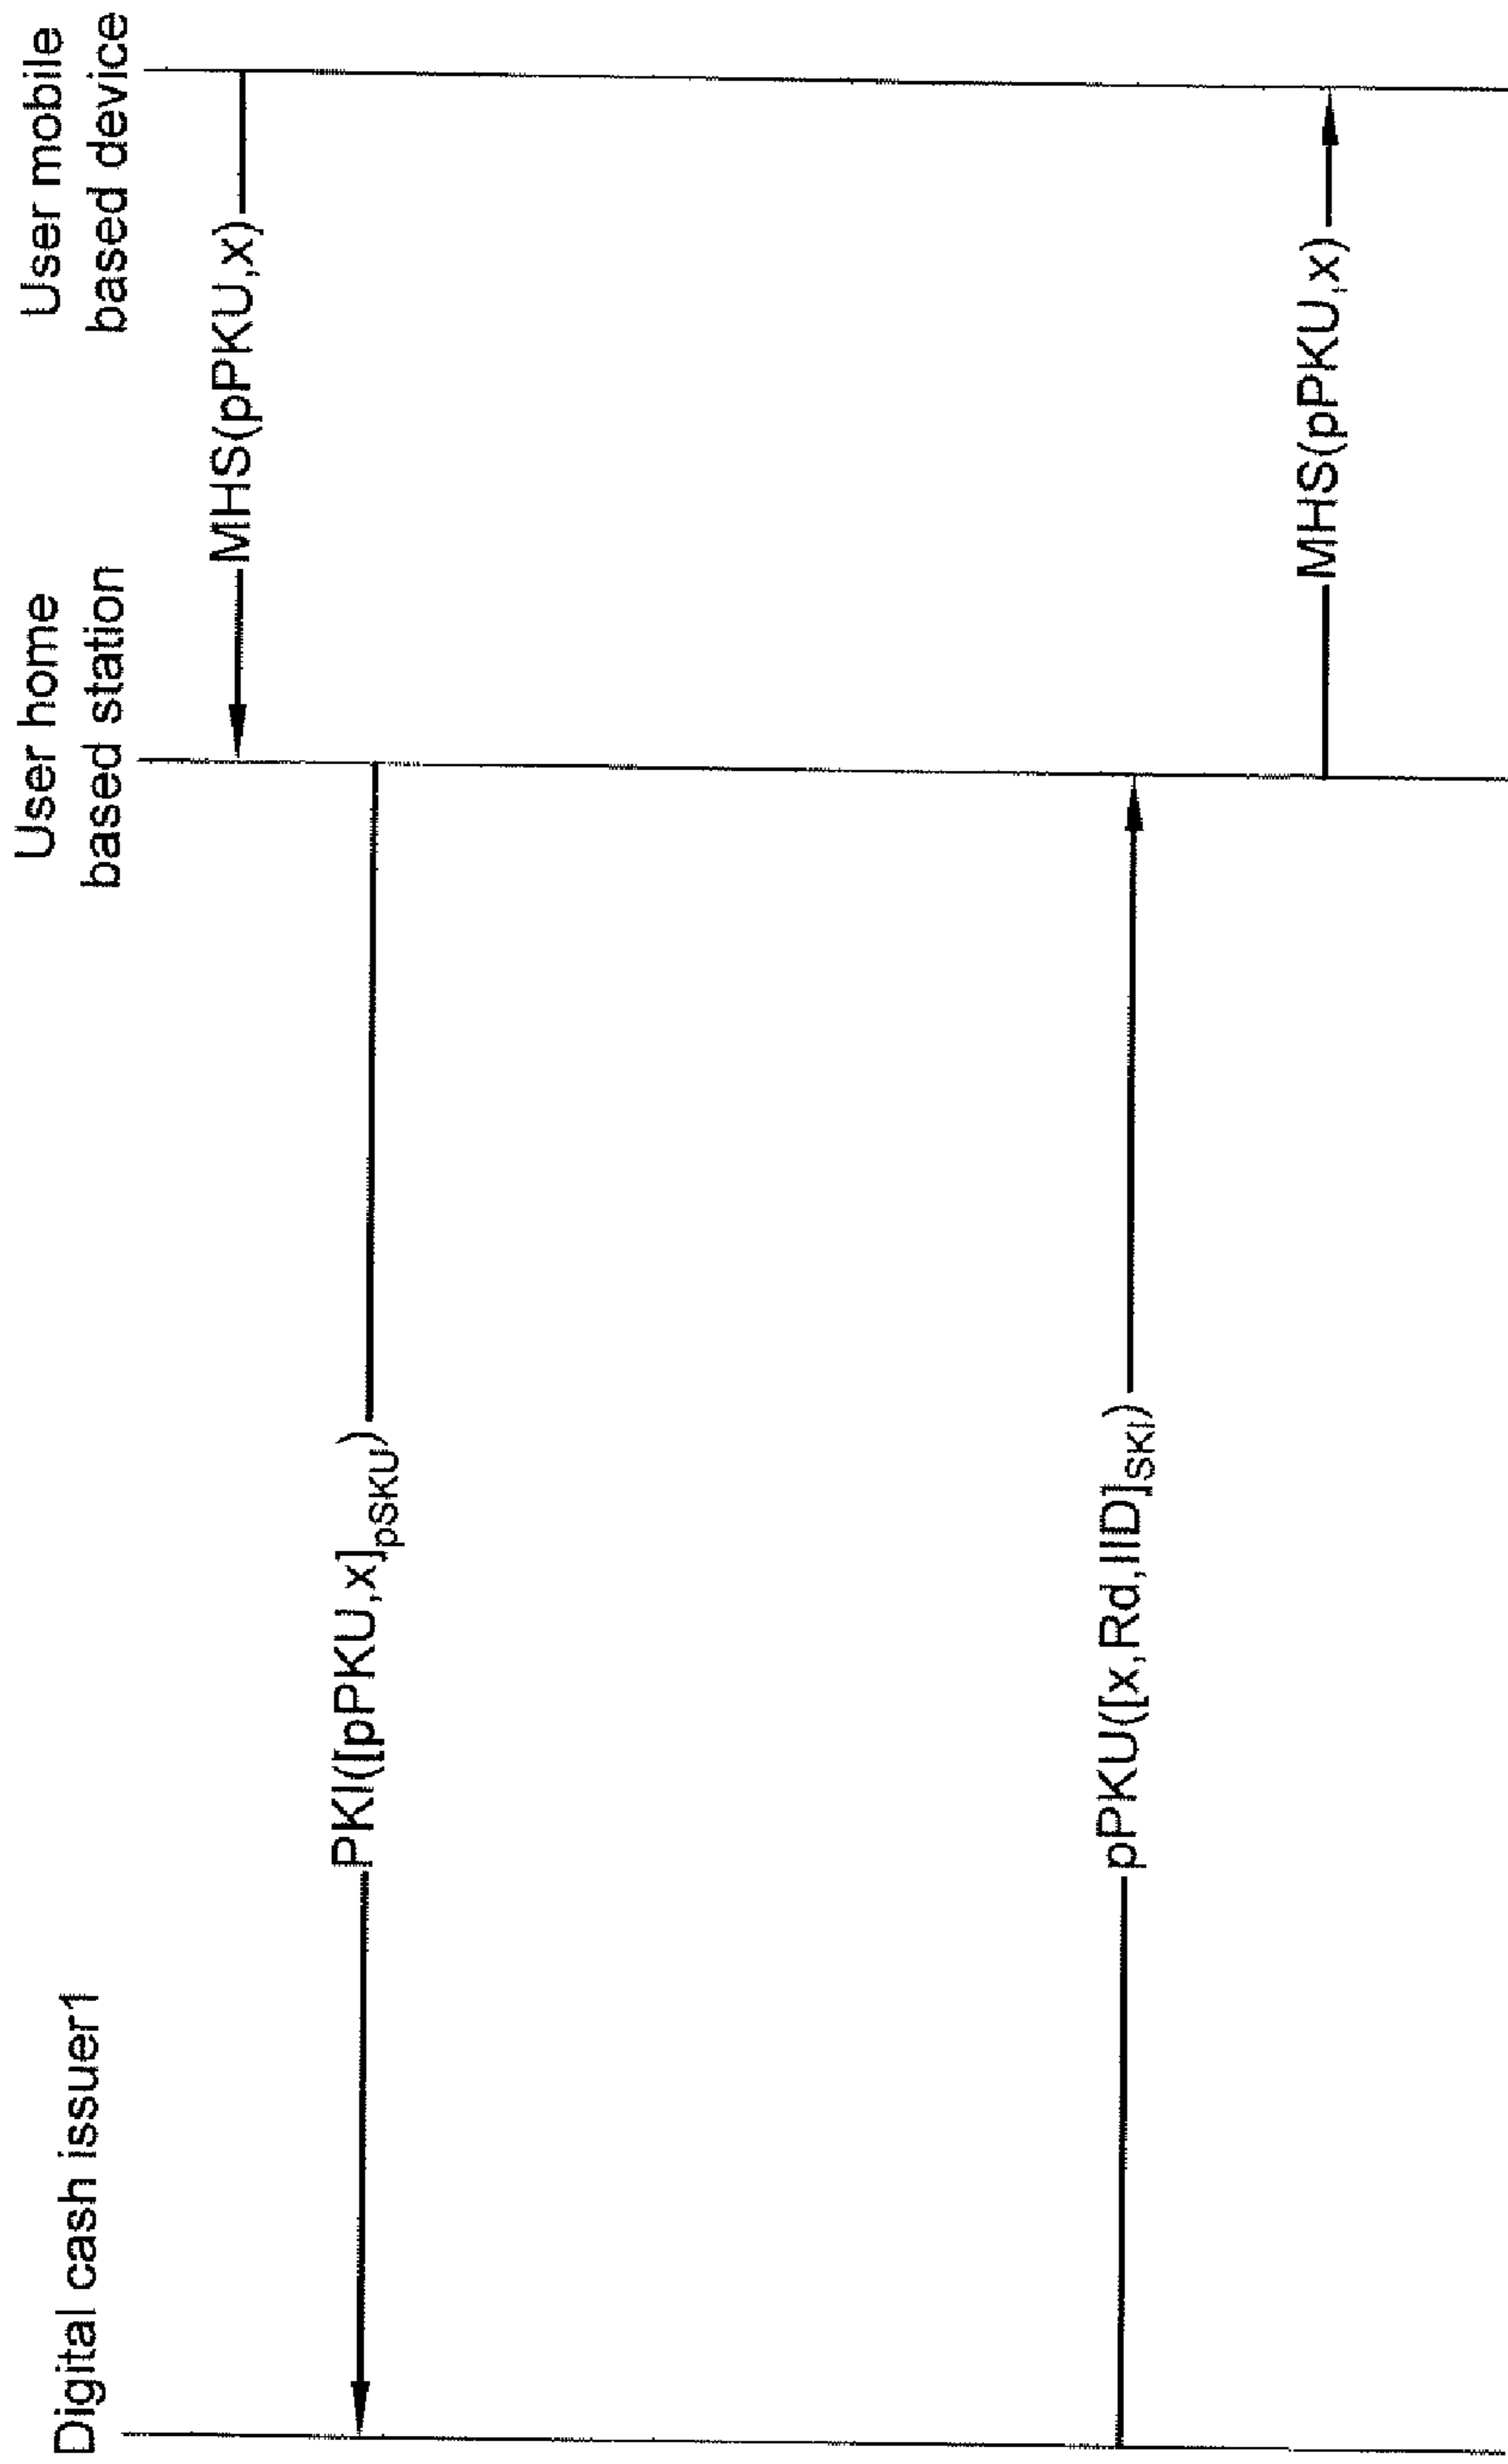 Digital cash issuer1
User home
based station
User mobile
based device
MHS(pPKU,x)
PKI([pPKU,x]pSKU)
pPKU([x,Rd,IID]SKI)
MHS(pPKU,x)